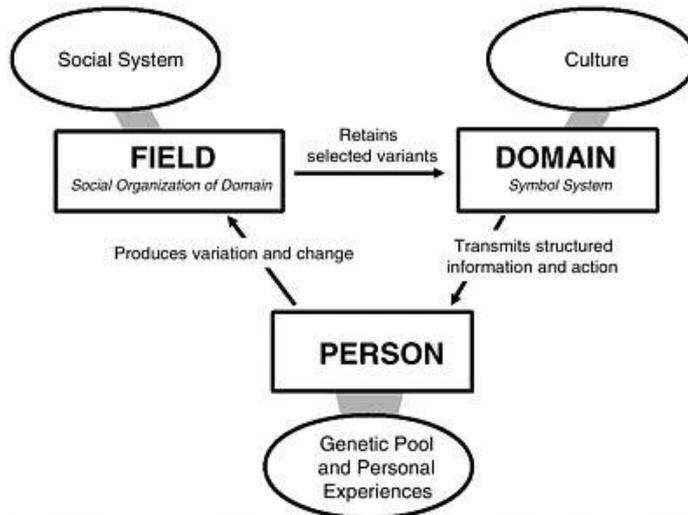 Social System
Culture
FIELD
Social Organization of Domain
Retains
selected variants
DOMAIN
Symbol System
Produces variation and change
Transmits structured
information and action
PERSON
Genetic Pool
and Personal
Experiences